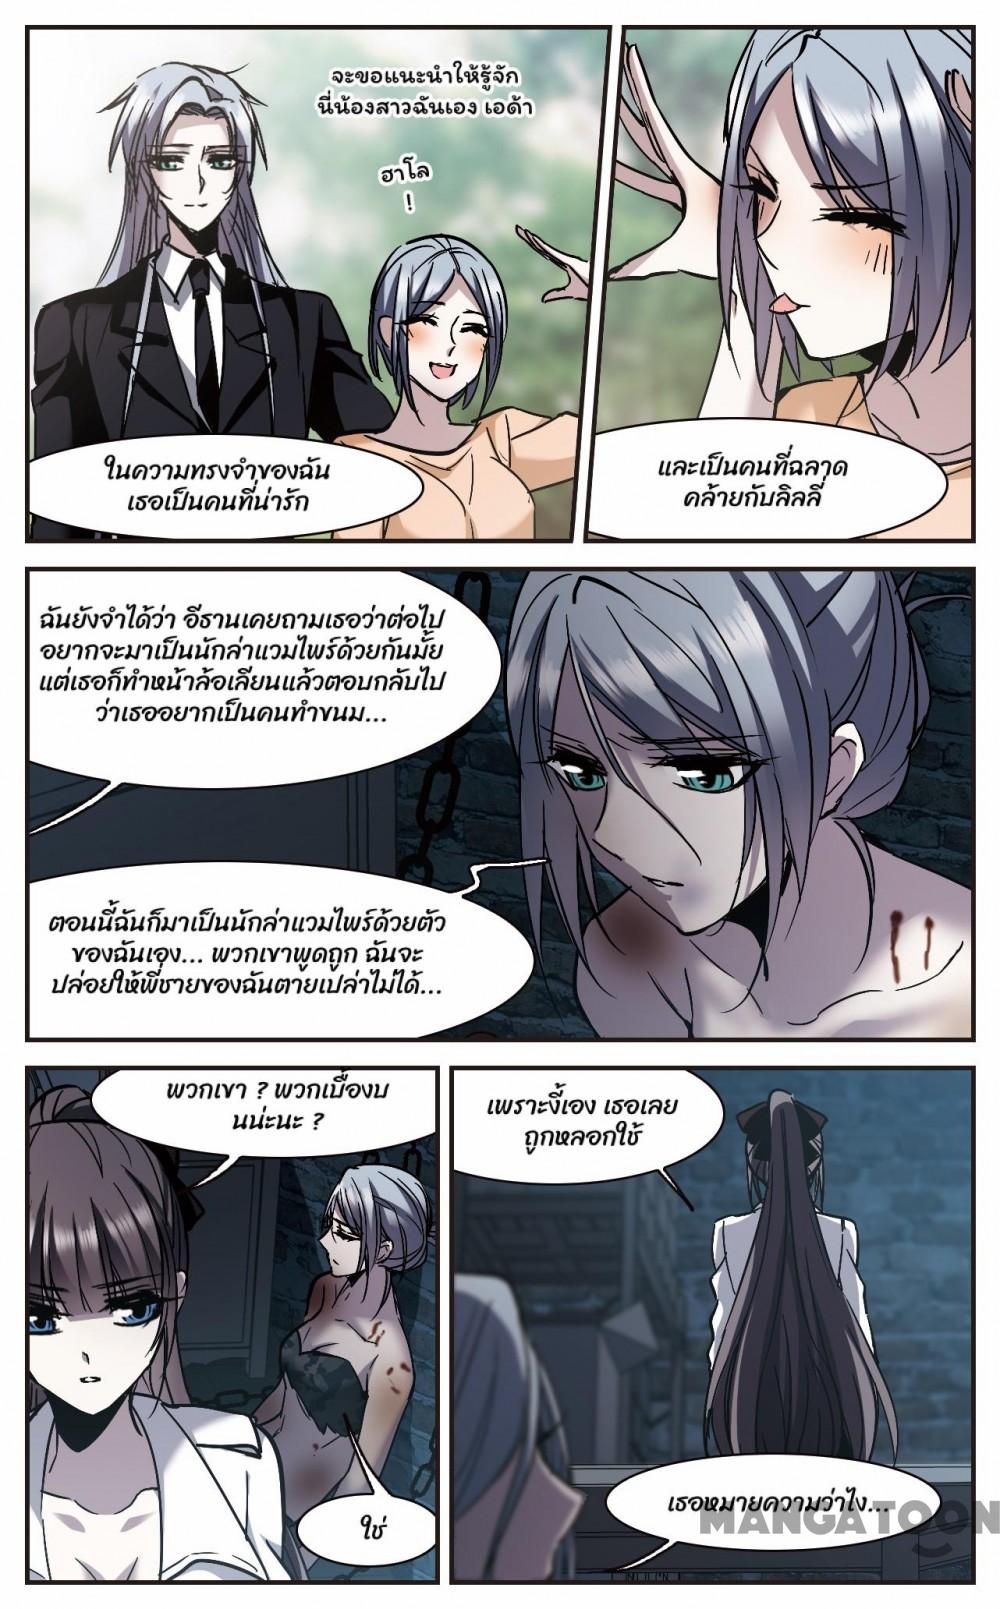 จะขอแนะนำให้รู้จัก
นี่น้องสาวฉันเอง เอด้า
ฮาโล
!
ในความทรงจำของฉัน
เธอเป็นคนที่น่ารัก
และเป็นคนที่ฉลาด
คล้ายกับลิลลี่
ฉันยังจำได้ว่า อีธานเคยถามเธอว่าต่อไป
อยากจะมาเป็นนักล่าแวมไพร์ด้วยกันมั้ย
แต่เธอก็ทำหน้าล้อเลียนแล้วตอบกลับไป
ว่าเธออยากเป็นคนทำขนม...
ตอนนี้ฉันก็มาเป็นนักล่าแวมไพร์ด้วยตัว
ของฉันเอง... พวกเขาพูดถูก ฉันจะ
ปล่อยให้พี่ชายของฉันตายเปล่าไม่ได้...
พวกเขา ? พวกเบื้องบ
นน่ะนะ ?
ใช่
เพราะงี้เอง เธอเลย
ถูกหลอกใช้
เธอหมายความว่าไง...
MANGATOON